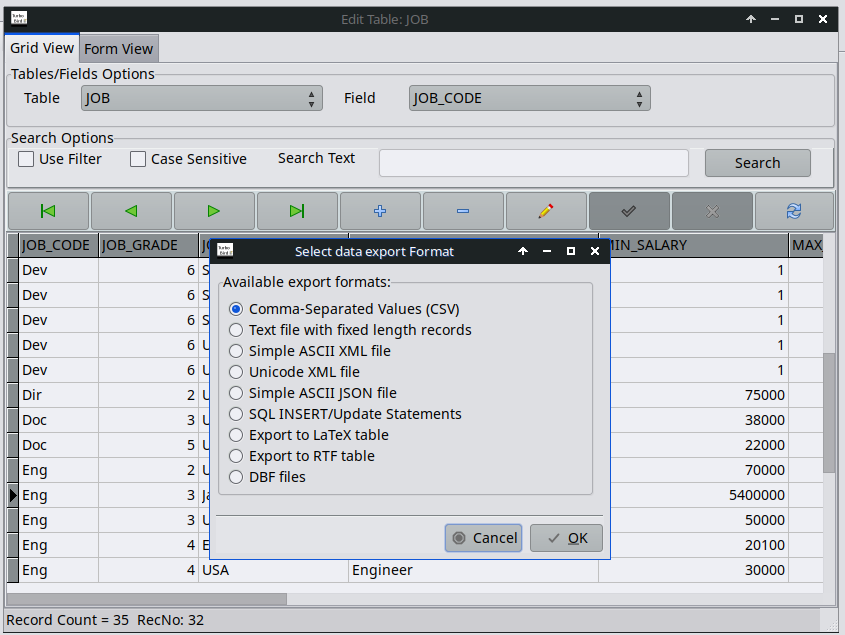 Edit Table: JOB
Grid View Form View
Tables/Fields Options
Table JOB Field JOB_CODE
Search Options
Use Filter Case Sensitive Search Text Search
JOB_CODE JOB_GRADE MIN_SALARY MAX
Select data export Format
Available export formats:
Comma-Separated Values (CSV)
Text file with fixed length records
Simple ASCII XML file
Unicode XML file
Simple ASCII JSON file
SQL INSERT/Update Statements
Export to LaTeX table
Export to RTF table
DBF files
Cancel OK
Dev 6 S 1
Dev 6 S 1
Dev 6 S 1
Dev 6 U 1
Dev 6 U 1
Dir 2 U 75000
Doc 3 U 38000
Doc 5 U 22000
Eng 2 U 70000
Eng 3 Ja 5400000
Eng 3 U 50000
Eng 4 E 20100
Eng 4 USA Engineer 30000
Record Count = 35 RecNo: 32